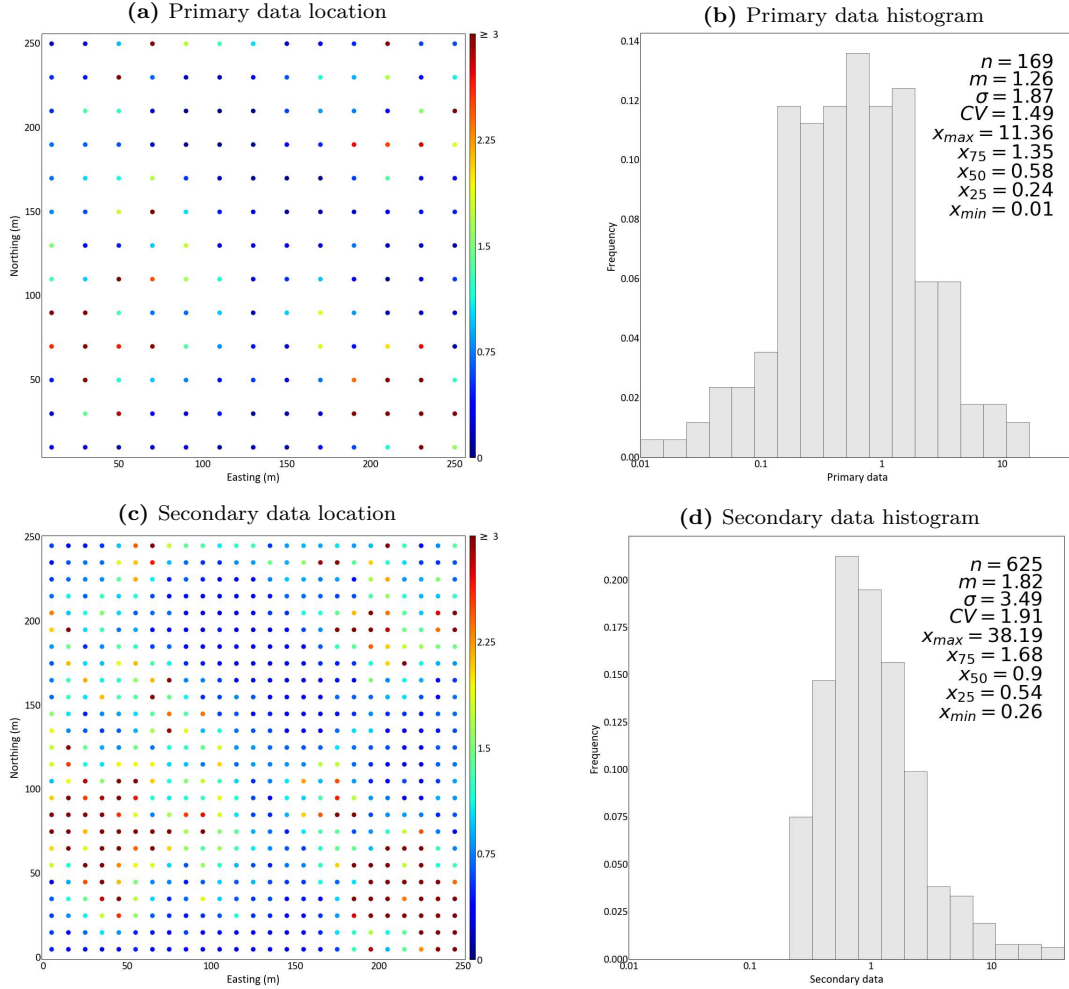 (a) Primary data location
250
200
150
100
50
50
100
150
200
250
Easting (m)
Northing (m)
≥ 3
2.25
1.5
0.75
0
(b) Primary data histogram
0.14
0.12
0.10
0.08
0.06
0.04
0.02
0.00
0.01
0.1
1
10
Primary data
Frequency
n = 169
m = 1.26
σ = 1.87
CV = 1.49
x_max = 11.36
x_75 = 1.35
x_50 = 0.58
x_25 = 0.24
x_min = 0.01
(c) Secondary data location
250
200
150
100
50
0
0
50
100
150
200
250
Easting (m)
Northing (m)
≥ 3
2.25
1.5
0.75
0
(d) Secondary data histogram
0.200
0.175
0.150
0.125
0.100
0.075
0.050
0.025
0.000
0.01
0.1
1
10
Secondary data
Frequency
n = 625
m = 1.82
σ = 3.49
CV = 1.91
x_max = 38.19
x_75 = 1.68
x_50 = 0.9
x_25 = 0.54
x_min = 0.26